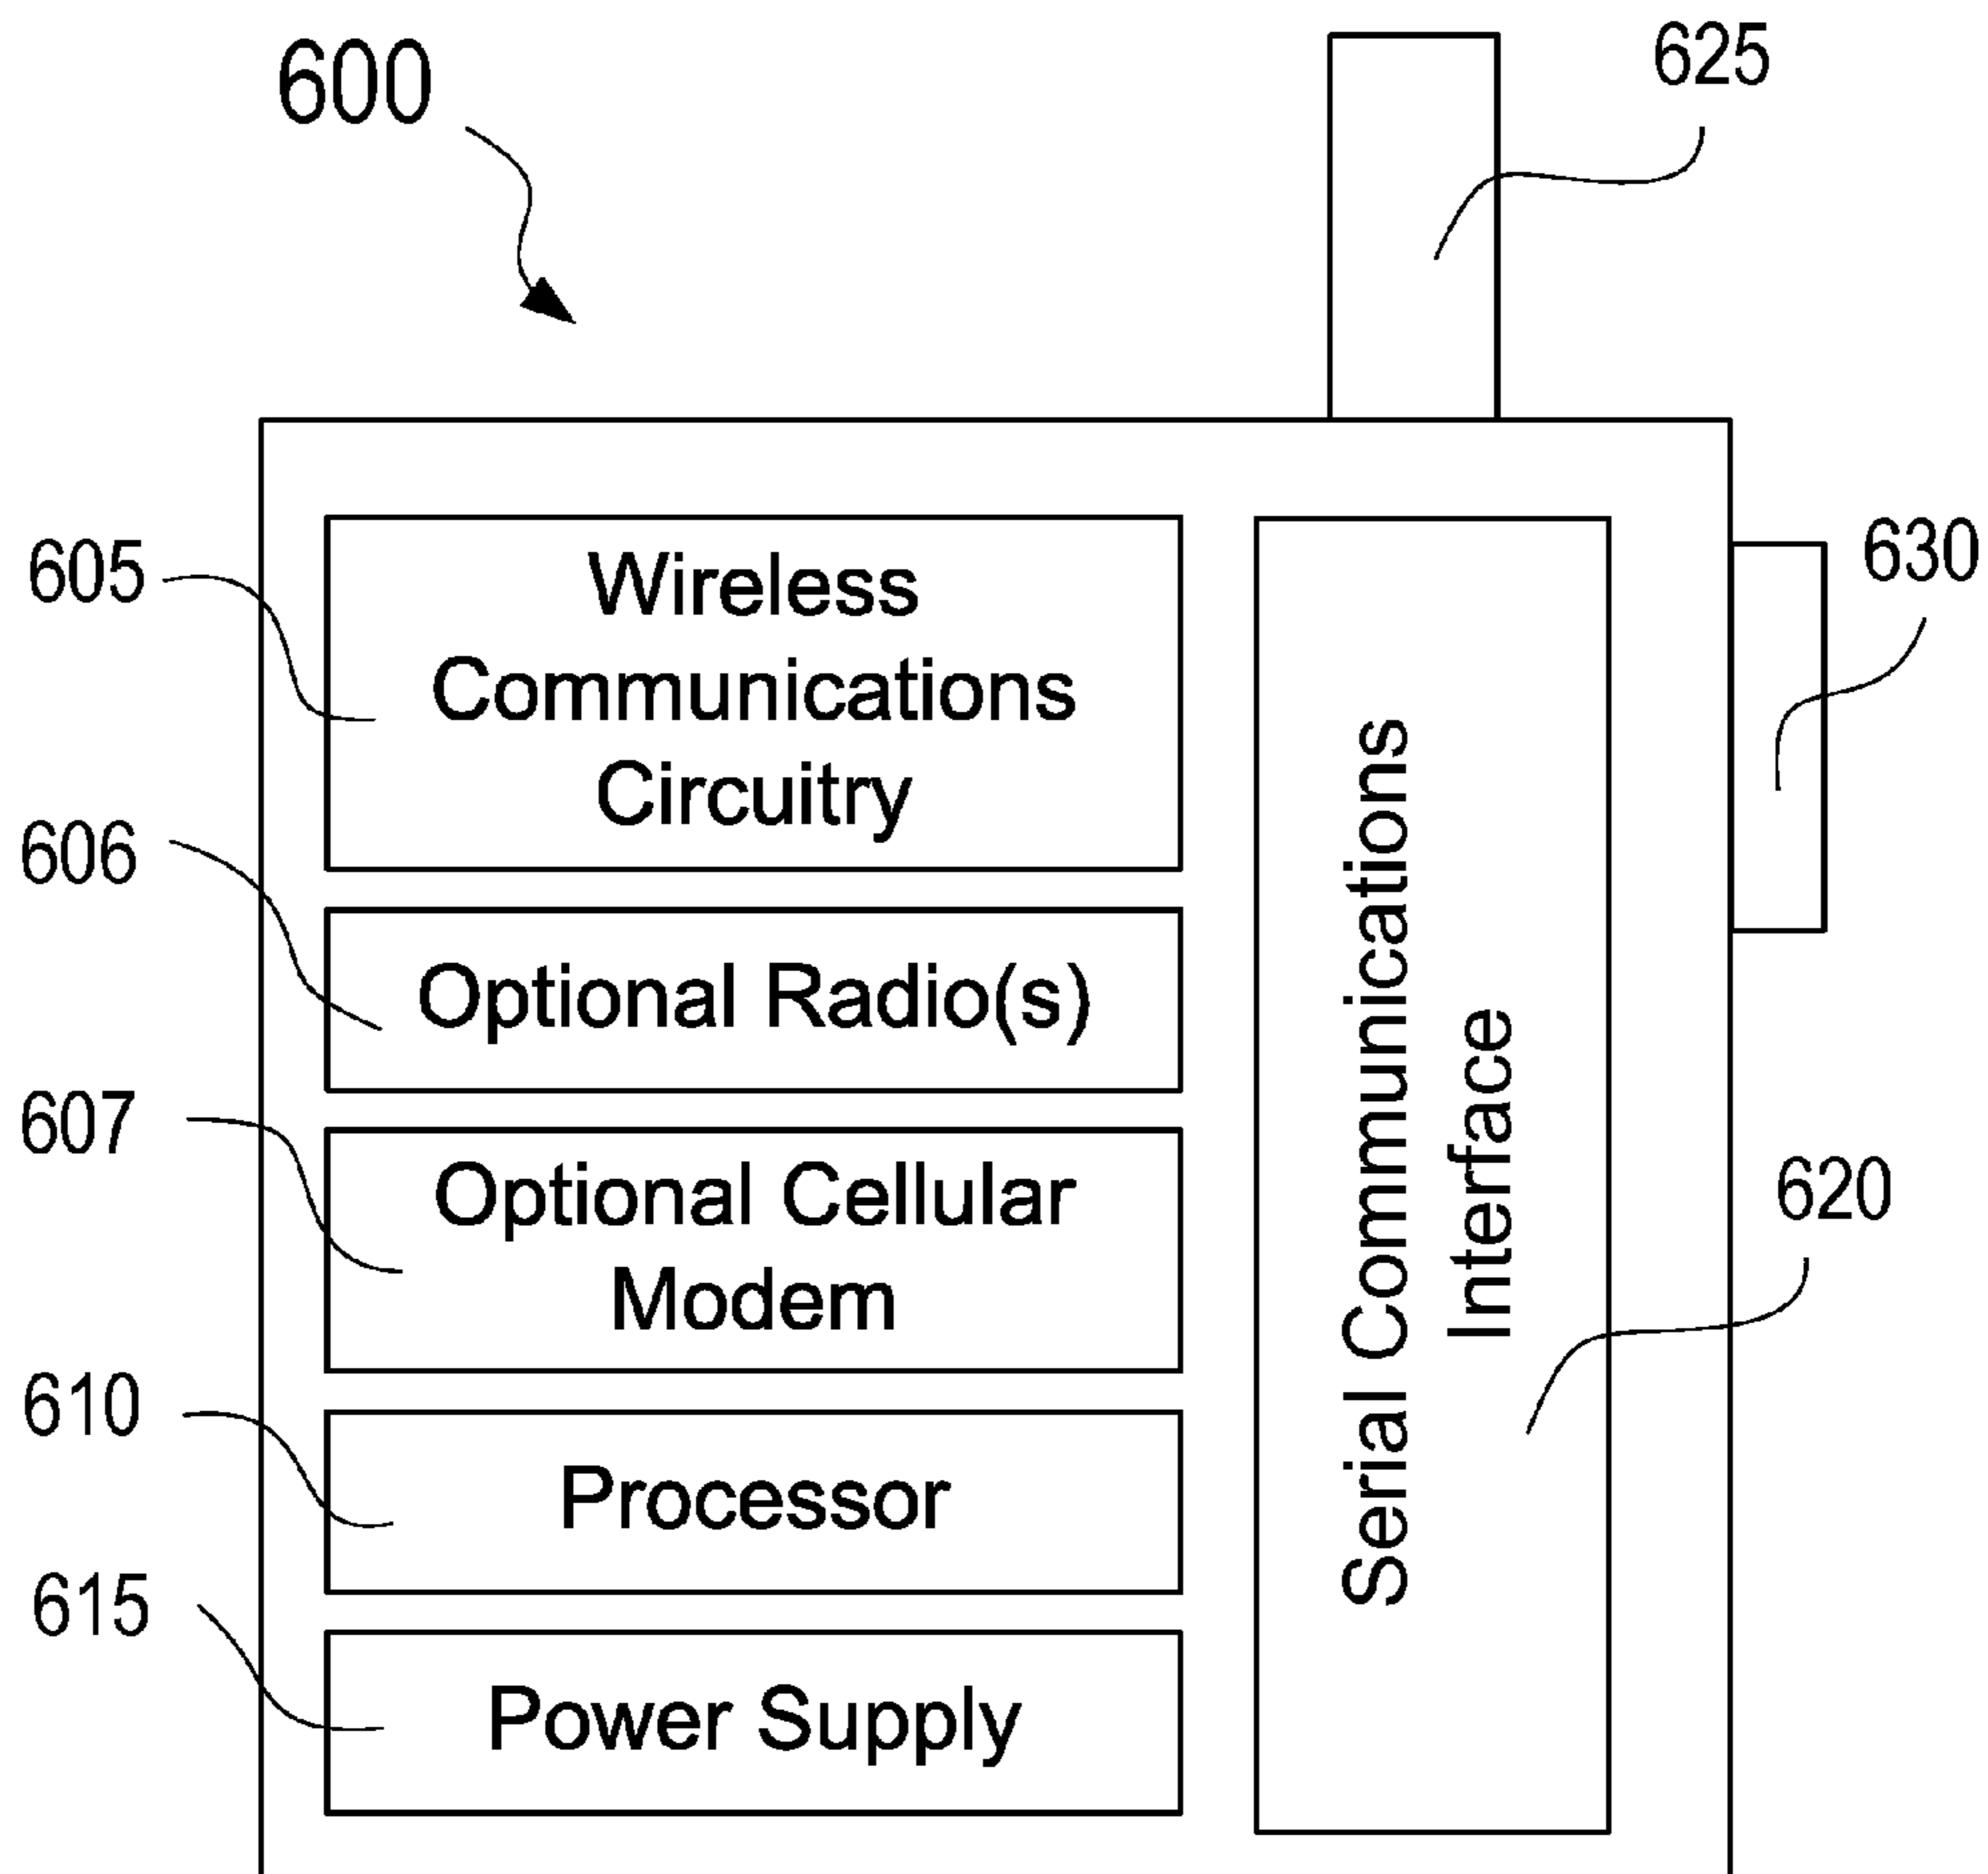 600
625
605
Wireless
Communications
Circuitry
630
606
Optional Radio(s)
607
Optional Cellular
Modem
Serial Communications
Interface
620
610
Processor
615
Power Supply